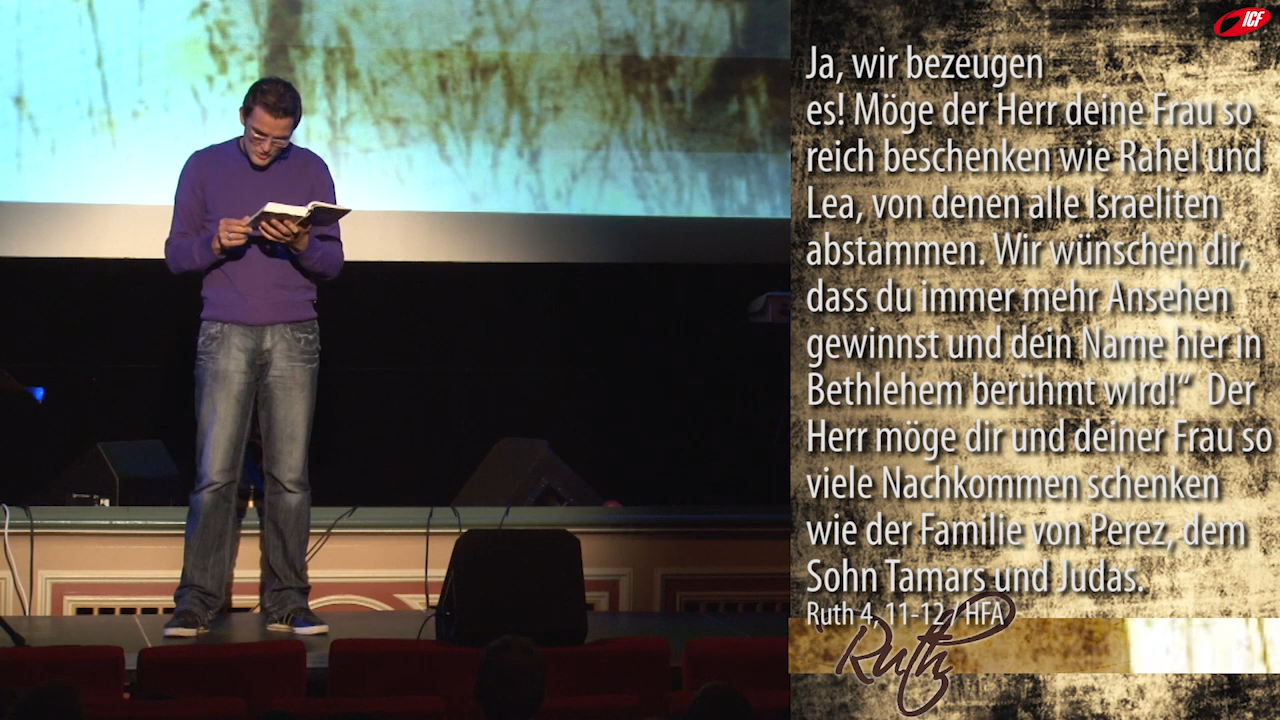 ICF
Ja, wir bezeugen
es! Möge der Herr deine Frau so
reich beschenken wie Rahel und
Lea, von denen alle Israeliten
abstammen. Wir wünschen dir,
dass du immer mehr Ansehen
gewinnst und dein Name hier in
Bethlehem berühmt wird!“ Der
Herr möge dir und deiner Frau so
viele Nachkommen schenken
wie der Familie von Perez, dem
Sohn Tamars und Judas.
Ruth 4, 11-12 / HFA
Ruth